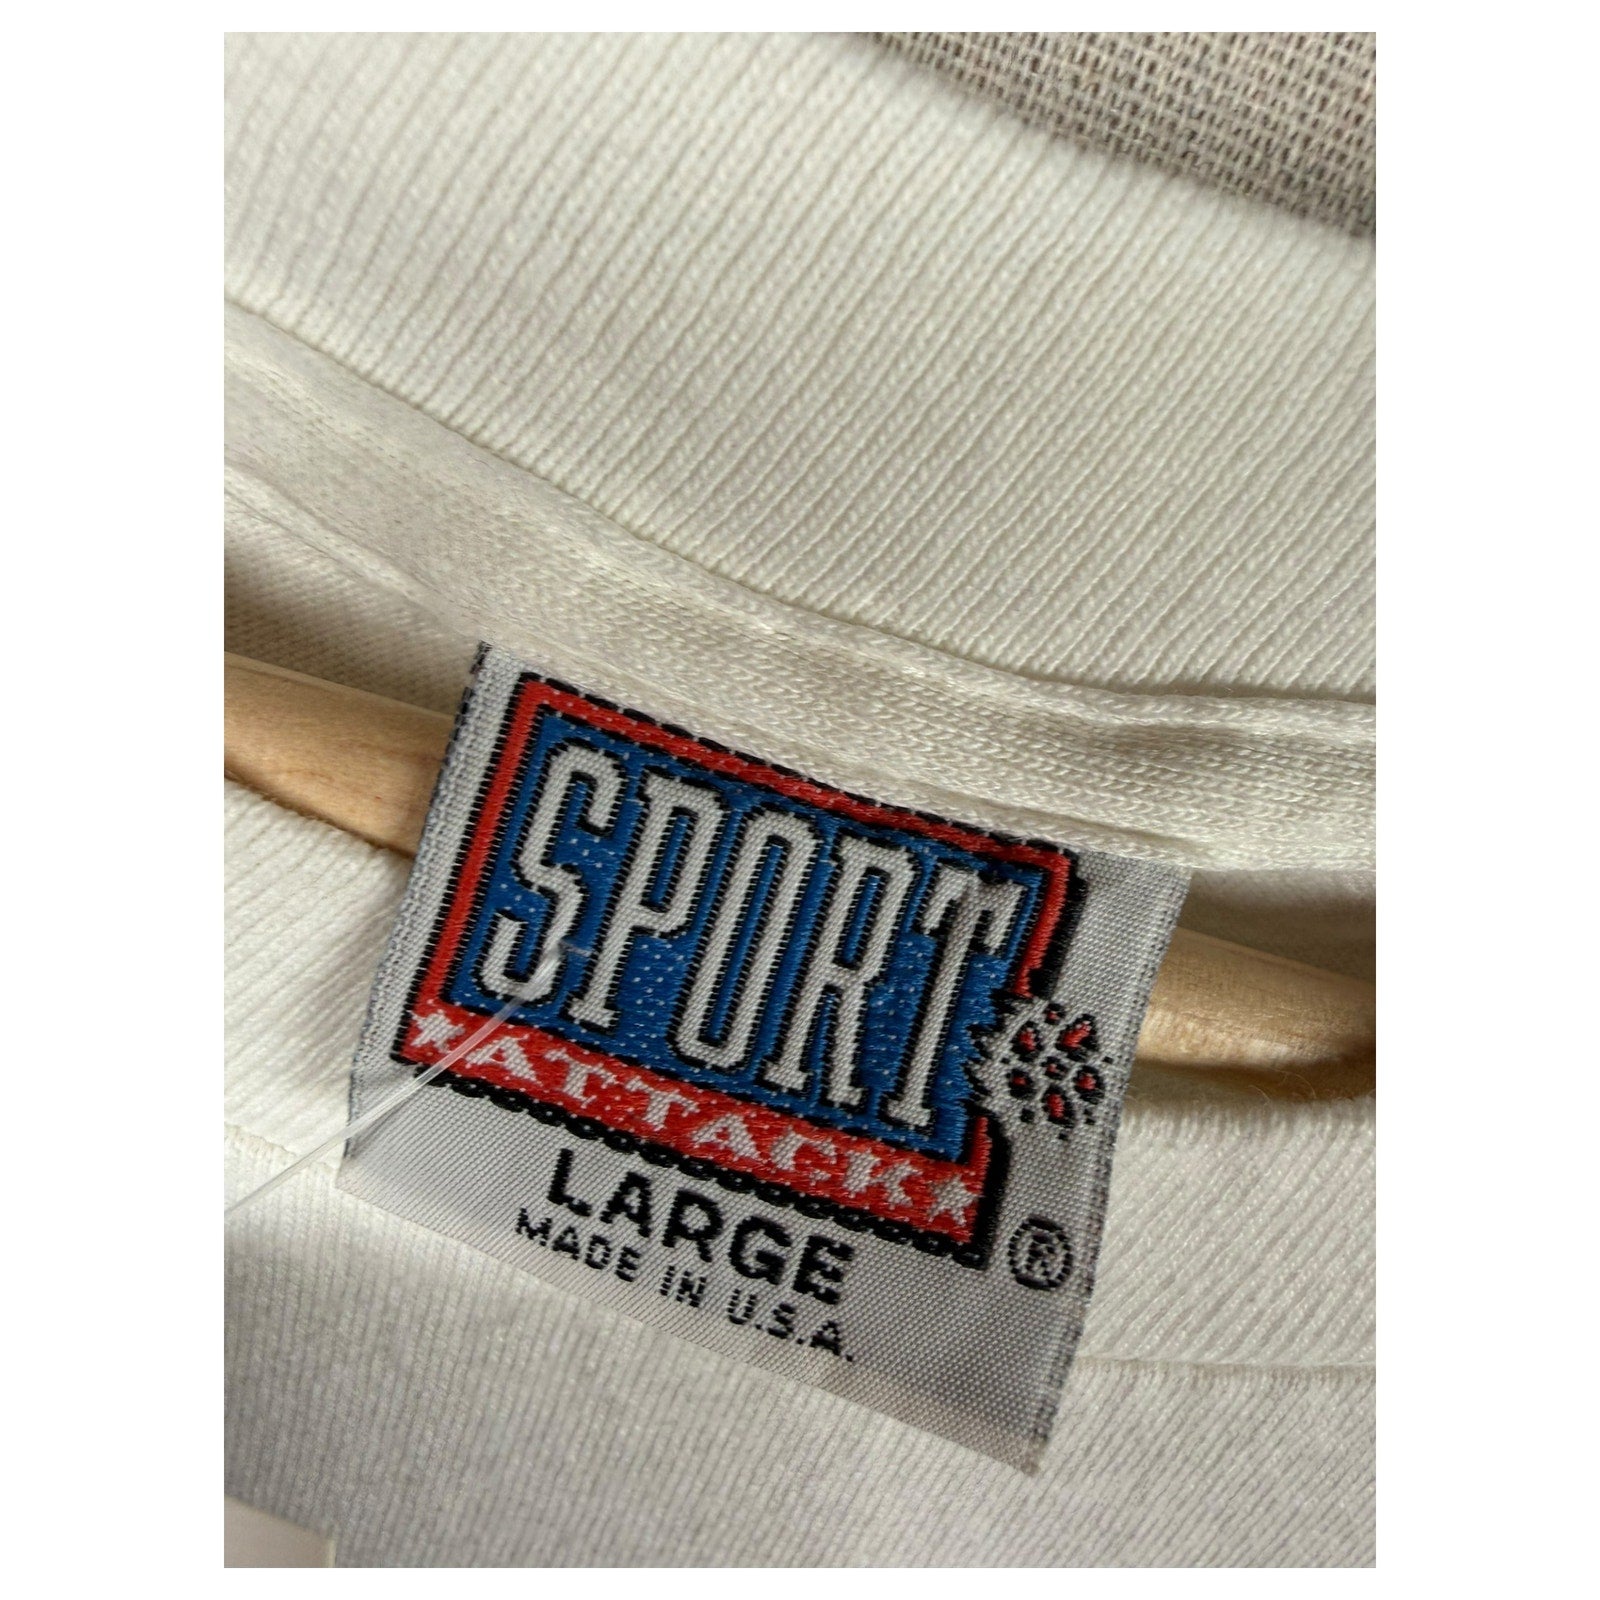 SPORT
★ATTACK★
LARGE ®
MADE IN U.S.A.